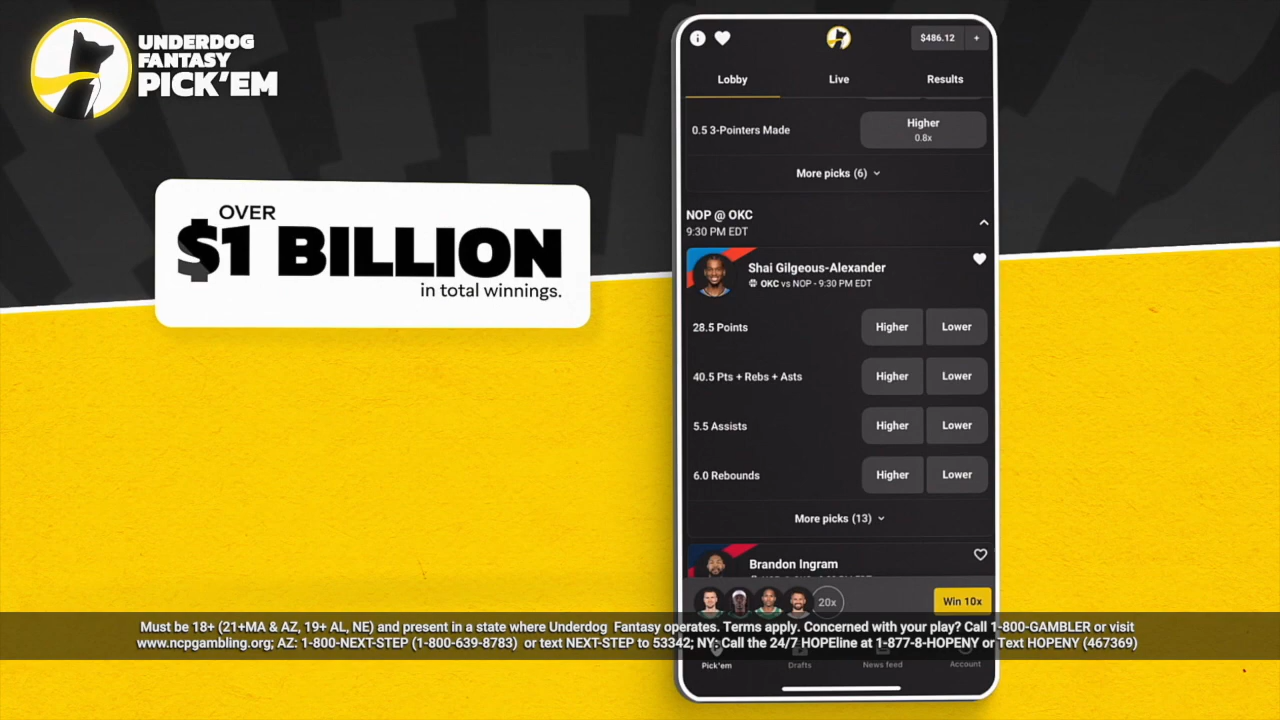 UNDERDOG
FANTASY
PICK'EM
OVER
$1 BILLION
in total winnings.
$486.12 +
Lobby Live Results
0.5 3-Pointers Made Higher
0.8x
More picks (6)
NOP @ OKC
9:30 PM EDT
Shai Gilgeous-Alexander
OKC vs NOP - 9:30 PM EDT
28.5 Points Higher Lower
40.5 Pts + Rebs + Asts Higher Lower
5.5 Assists Higher Lower
6.0 Rebounds Higher Lower
More picks (13)
Brandon Ingram
20x Win 10x
Must be 18+ (21+MA & AZ, 19+ AL, NE) and present in a state where Underdog Fantasy operates. Terms apply. Concerned with your play? Call 1-800-GAMBLER or visit
www.ncpgambling.org; AZ: 1-800-NEXT-STEP (1-800-639-8783) or text NEXT-STEP to 53342; NY: Call the 24/7 HOPEline at 1-877-8-HOPENY or Text HOPENY (467369)
Pick'em Drafts News feed Account